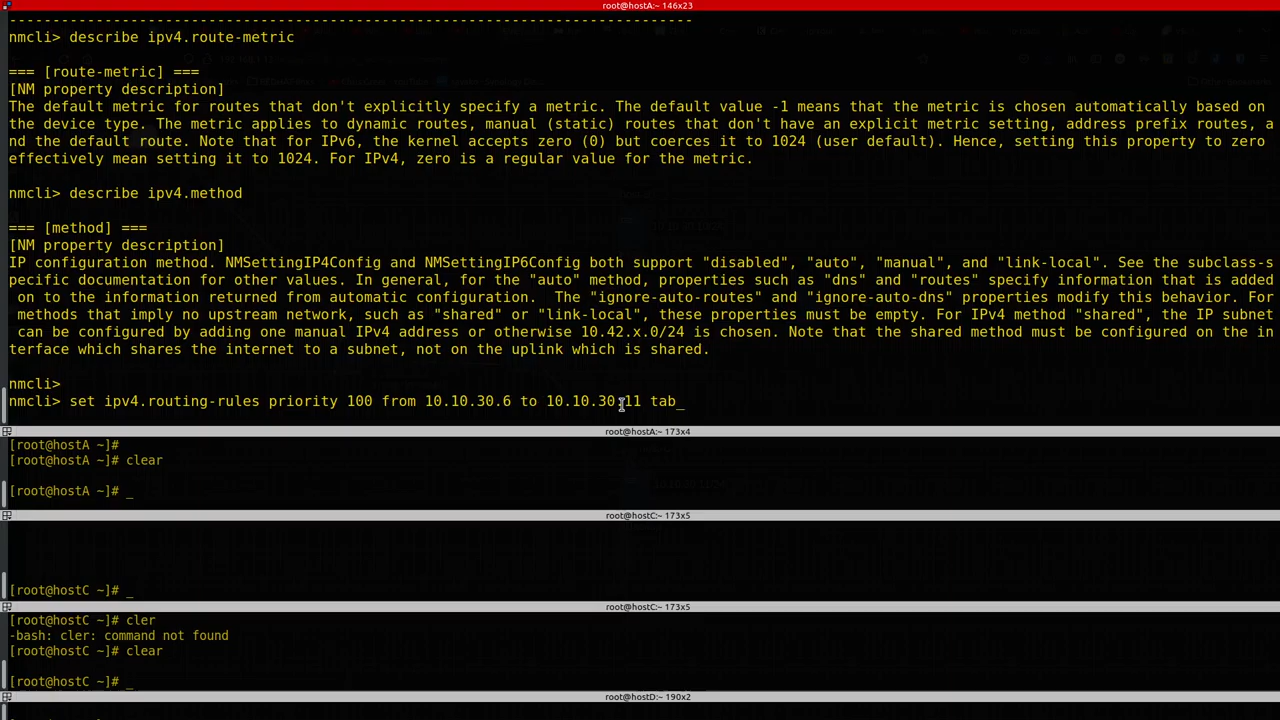 root@hostA:~ 146x23
nmcli> describe ipv4.route-metric
=== [route-metric] ===
[NM property description]
The default metric for routes that don't explicitly specify a metric. The default value -1 means that the metric is chosen automatically based on
the device type. The metric applies to dynamic routes, manual (static) routes that don't have an explicit metric setting, address prefix routes, a
nd the default route. Note that for IPv6, the kernel accepts zero (0) but coerces it to 1024 (user default). Hence, setting this property to zero
effectively mean setting it to 1024. For IPv4, zero is a regular value for the metric.
nmcli> describe ipv4.method
=== [method] ===
[NM property description]
IP configuration method. NMSettingIP4Config and NMSettingIP6Config both support "disabled", "auto", "manual", and "link-local". See the subclass-s
pecific documentation for other values. In general, for the "auto" method, properties such as "dns" and "routes" specify information that is added
on to the information returned from automatic configuration.  The "ignore-auto-routes" and "ignore-auto-dns" properties modify this behavior. For
methods that imply no upstream network, such as "shared" or "link-local", these properties must be empty. For IPv4 method "shared", the IP subnet
can be configured by adding one manual IPv4 address or otherwise 10.42.x.0/24 is chosen. Note that the shared method must be configured on the in
terface which shares the internet to a subnet, not on the uplink which is shared.
nmcli>
nmcli> set ipv4.routing-rules priority 100 from 10.10.30.6 to 10.10.30.11 tab_
root@hostA:~ 173x4
[root@hostA ~]#
[root@hostA ~]# clear
[root@hostA ~]# _
root@hostC:~ 173x5
[root@hostC ~]# _
root@hostC:~ 173x5
[root@hostC ~]# cler
-bash: cler: command not found
[root@hostC ~]# clear
[root@hostC ~]# _
root@hostD:~ 190x2